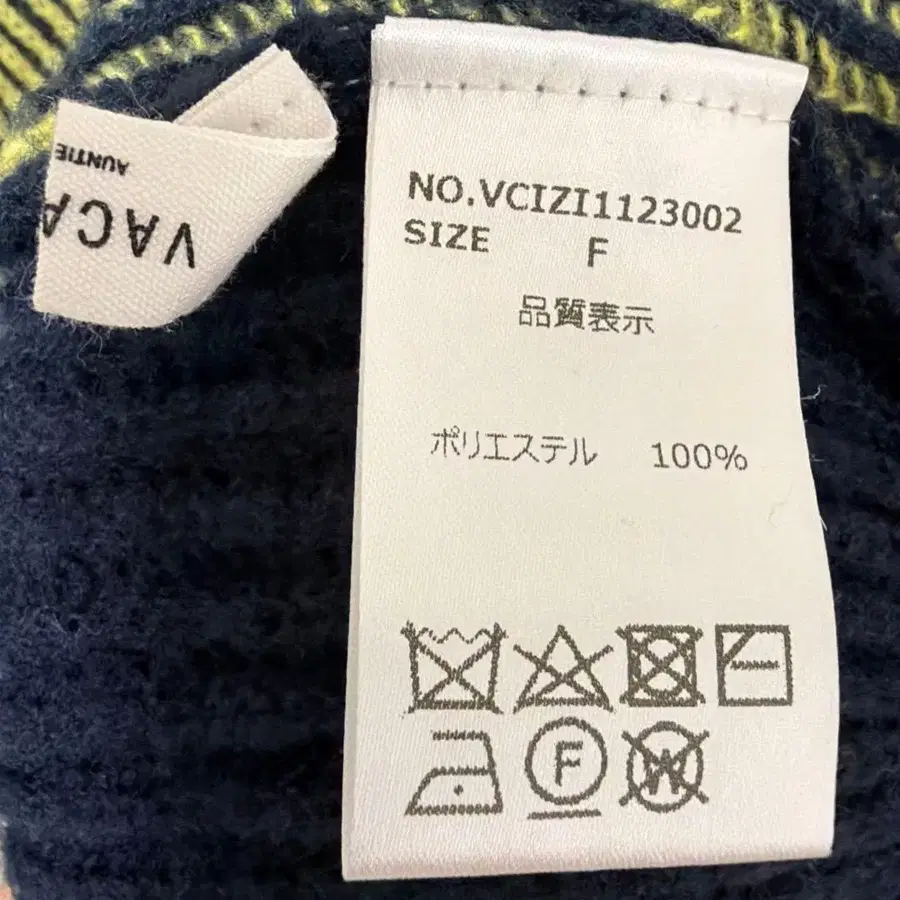 VACA
AUNTIE
NO.VCIZI1123002
SIZE F
品質表示
ポリエステル 100%
F
W